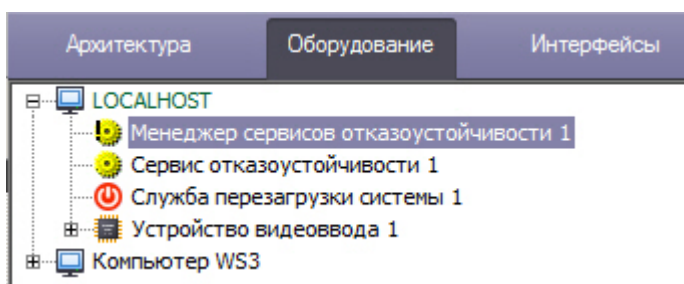 Архитектура Оборудование Интерфейсы
LOCALHOST
Менеджер сервисов отказоустойчивости 1
Сервис отказоустойчивости 1
Служба перезагрузки системы 1
Устройство видеоввода 1
Компьютер WS3